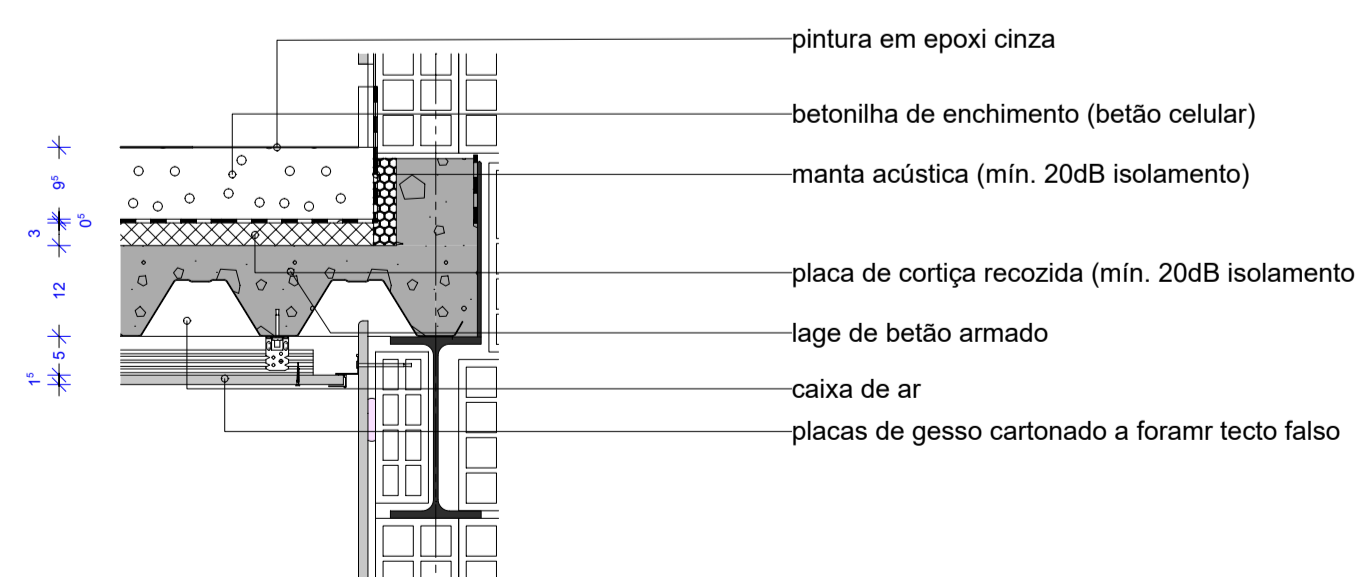 pintura em epoxi cinza
betonilha de enchimento (betão celular)
manta acústica (mín. 20dB isolamento)
placa de cortiça recozida (mín. 20dB isolamento
lage de betão armado
caixa de ar
placas de gesso cartonado a foramr tecto falso
9⁵
0⁵
3
12
5
1⁵